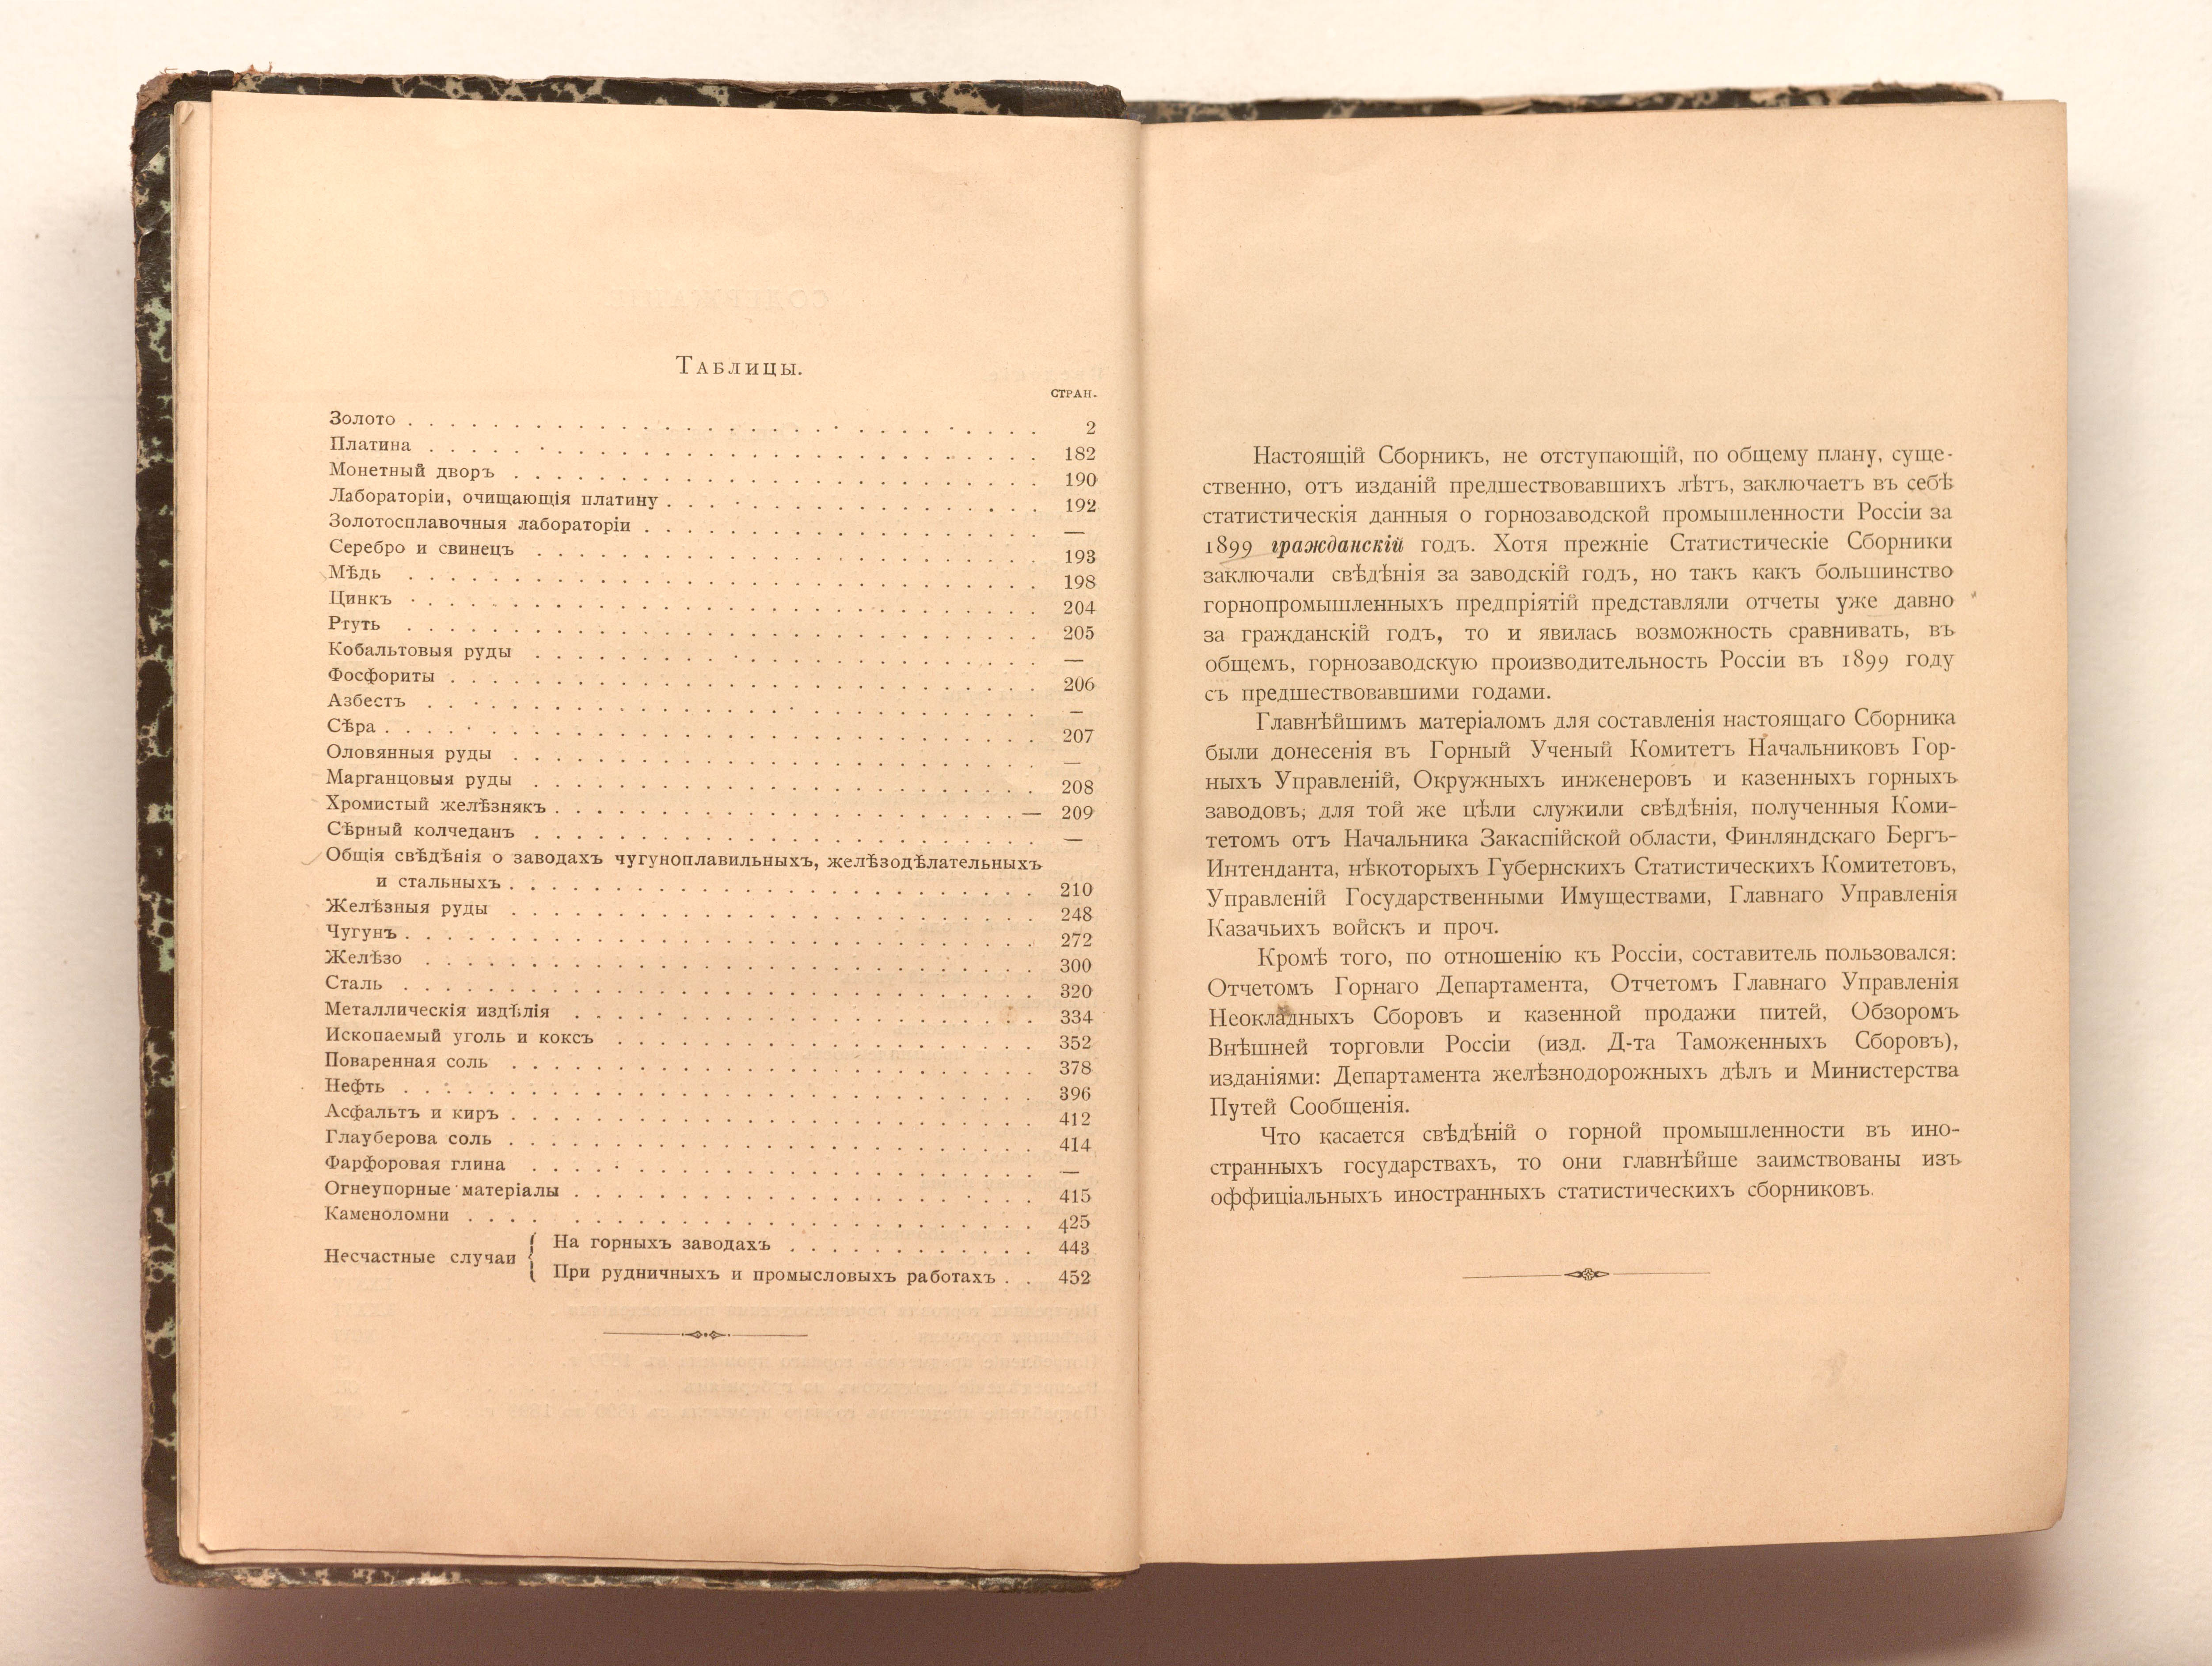 Таблицы.
СТРАН.
Золото . . . . . . . . . . . . . . . . . . . . . . . 2
Платина . . . . . . . . . . . . . . . . . . . . . . 182
Монетный дворъ . . . . . . . . . . . . . . . . . . . 190
Лабораторіи, очищающія платину . . . . . . . . . . . . . . 192
Золотосплавочныя лабораторіи . . . . . . . . . . . . . . . —
Серебро и свинецъ . . . . . . . . . . . . . . . . . . 193
Мѣдь . . . . . . . . . . . . . . . . . . . . . . . 198
Цинкъ . . . . . . . . . . . . . . . . . . . . . . . 204
Ртуть . . . . . . . . . . . . . . . . . . . . . . . 205
Кобальтовыя руды . . . . . . . . . . . . . . . . . . —
Фосфориты . . . . . . . . . . . . . . . . . . . . . 206
Азбестъ . . . . . . . . . . . . . . . . . . . . . . —
Сѣра . . . . . . . . . . . . . . . . . . . . . . . 207
Оловянныя руды . . . . . . . . . . . . . . . . . . . —
Марганцовыя руды . . . . . . . . . . . . . . . . . . 208
Хромистый желѣзнякъ . . . . . . . . . . . . . . . . . — 209
Сѣрный колчеданъ . . . . . . . . . . . . . . . . . . —
Общія свѣдѣнія о заводахъ чугуноплавильныхъ, желѣзодѣлательныхъ
и стальныхъ . . . . . . . . . . . . . . . . . . . 210
Желѣзныя руды . . . . . . . . . . . . . . . . . . . 248
Чугунъ . . . . . . . . . . . . . . . . . . . . . . . 272
Желѣзо . . . . . . . . . . . . . . . . . . . . . . 300
Сталь . . . . . . . . . . . . . . . . . . . . . . . 320
Металлическія издѣлія . . . . . . . . . . . . . . . . . 334
Ископаемый уголь и коксъ . . . . . . . . . . . . . . . . 352
Поваренная соль . . . . . . . . . . . . . . . . . . . 378
Нефть . . . . . . . . . . . . . . . . . . . . . . . 396
Асфальтъ и киръ . . . . . . . . . . . . . . . . . . . 412
Глауберова соль . . . . . . . . . . . . . . . . . . . 414
Фарфоровая глина . . . . . . . . . . . . . . . . . . —
Огнеупорные матеріалы . . . . . . . . . . . . . . . . . 415
Каменоломни . . . . . . . . . . . . . . . . . . . . 425
Несчастные случаи { На горныхъ заводахъ . . . . . . . . . 443
При рудничныхъ и промысловыхъ работахъ . . 452
Настоящій Сборникъ, не отступающій, по общему плану, суще-
ственно, отъ изданій предшествовавшихъ лѣтъ, заключаетъ въ себѣ
статистическія данныя о горнозаводской промышленности Россіи за
1899 гражданскій годъ. Хотя прежніе Статистическіе Сборники
заключали свѣдѣнія за заводскій годъ, но такъ какъ большинство
горнопромышленныхъ предпріятій представляли отчеты уже давно
за гражданскій годъ, то и явилась возможность сравнивать, въ
общемъ, горнозаводскую производительность Россіи въ 1899 году
съ предшествовавшими годами.
Главнѣйшимъ матеріаломъ для составленія настоящаго Сборника
были донесенія въ Горный Ученый Комитетъ Начальниковъ Гор-
ныхъ Управленій, Окружныхъ инженеровъ и казенныхъ горныхъ
заводовъ; для той же цѣли служили свѣдѣнія, полученныя Коми-
тетомъ отъ Начальника Закаспійской области, Финляндскаго Бергъ-
Интенданта, нѣкоторыхъ Губернскихъ Статистическихъ Комитетовъ,
Управленій Государственными Имуществами, Главнаго Управленія
Казачьихъ войскъ и проч.
Кромѣ того, по отношенію къ Россіи, составитель пользовался:
Отчетомъ Горнаго Департамента, Отчетомъ Главнаго Управленія
Неокладныхъ Сборовъ и казенной продажи питей, Обзоромъ
Внѣшней торговли Россіи (изд. Д-та Таможенныхъ Сборовъ),
изданіями: Департамента желѣзнодорожныхъ дѣлъ и Министерства
Путей Сообщенія.
Что касается свѣдѣній о горной промышленности въ ино-
странныхъ государствахъ, то они главнѣйше заимствованы изъ
оффиціальныхъ иностранныхъ статистическихъ сборниковъ.